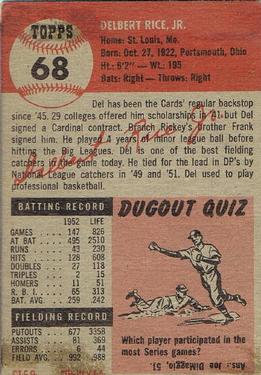 TOPPS
68
DELBERT RICE, JR.
Home: St. Louis, Mo.
Born: Oct. 27, 1922, Portsmouth, Ohio
Ht.: 6'2" — Wt.: 195
Bats: Right – Throws: Right
Del has been the Cards' regular backstop
since '45. 29 colleges offered him scholarships in '41 but Del
signed a Cardinal contract. Branch Rickey's brother Frank
signed him. He played 4 years of minor league ball before
hitting the Big Leagues. Del is one of the best fielding
catchers in the game today. He tied for the lead in DP's by
National League catchers in '49 and '51. Del used to play
professional basketball.
Delbert Rice Jr
BATTING RECORD
1952 LIFE
GAMES 147 826
AT BAT 495 2510
RUNS 43 230
HITS 128 608
DOUBLES 27 118
TRIPLES 2 15
HOMERS 11 51
R. B. I. 65 313
BAT. AVG. .259 .242
FIELDING RECORD
PUTOUTS 677 3358
ASSISTS 81 369
ERRORS 6 44
FIELD AVG. .992 .988
DUGOUT QUIZ
Which player participated in the
most Series games?
Ans.: Joe DiMaggio, 51.